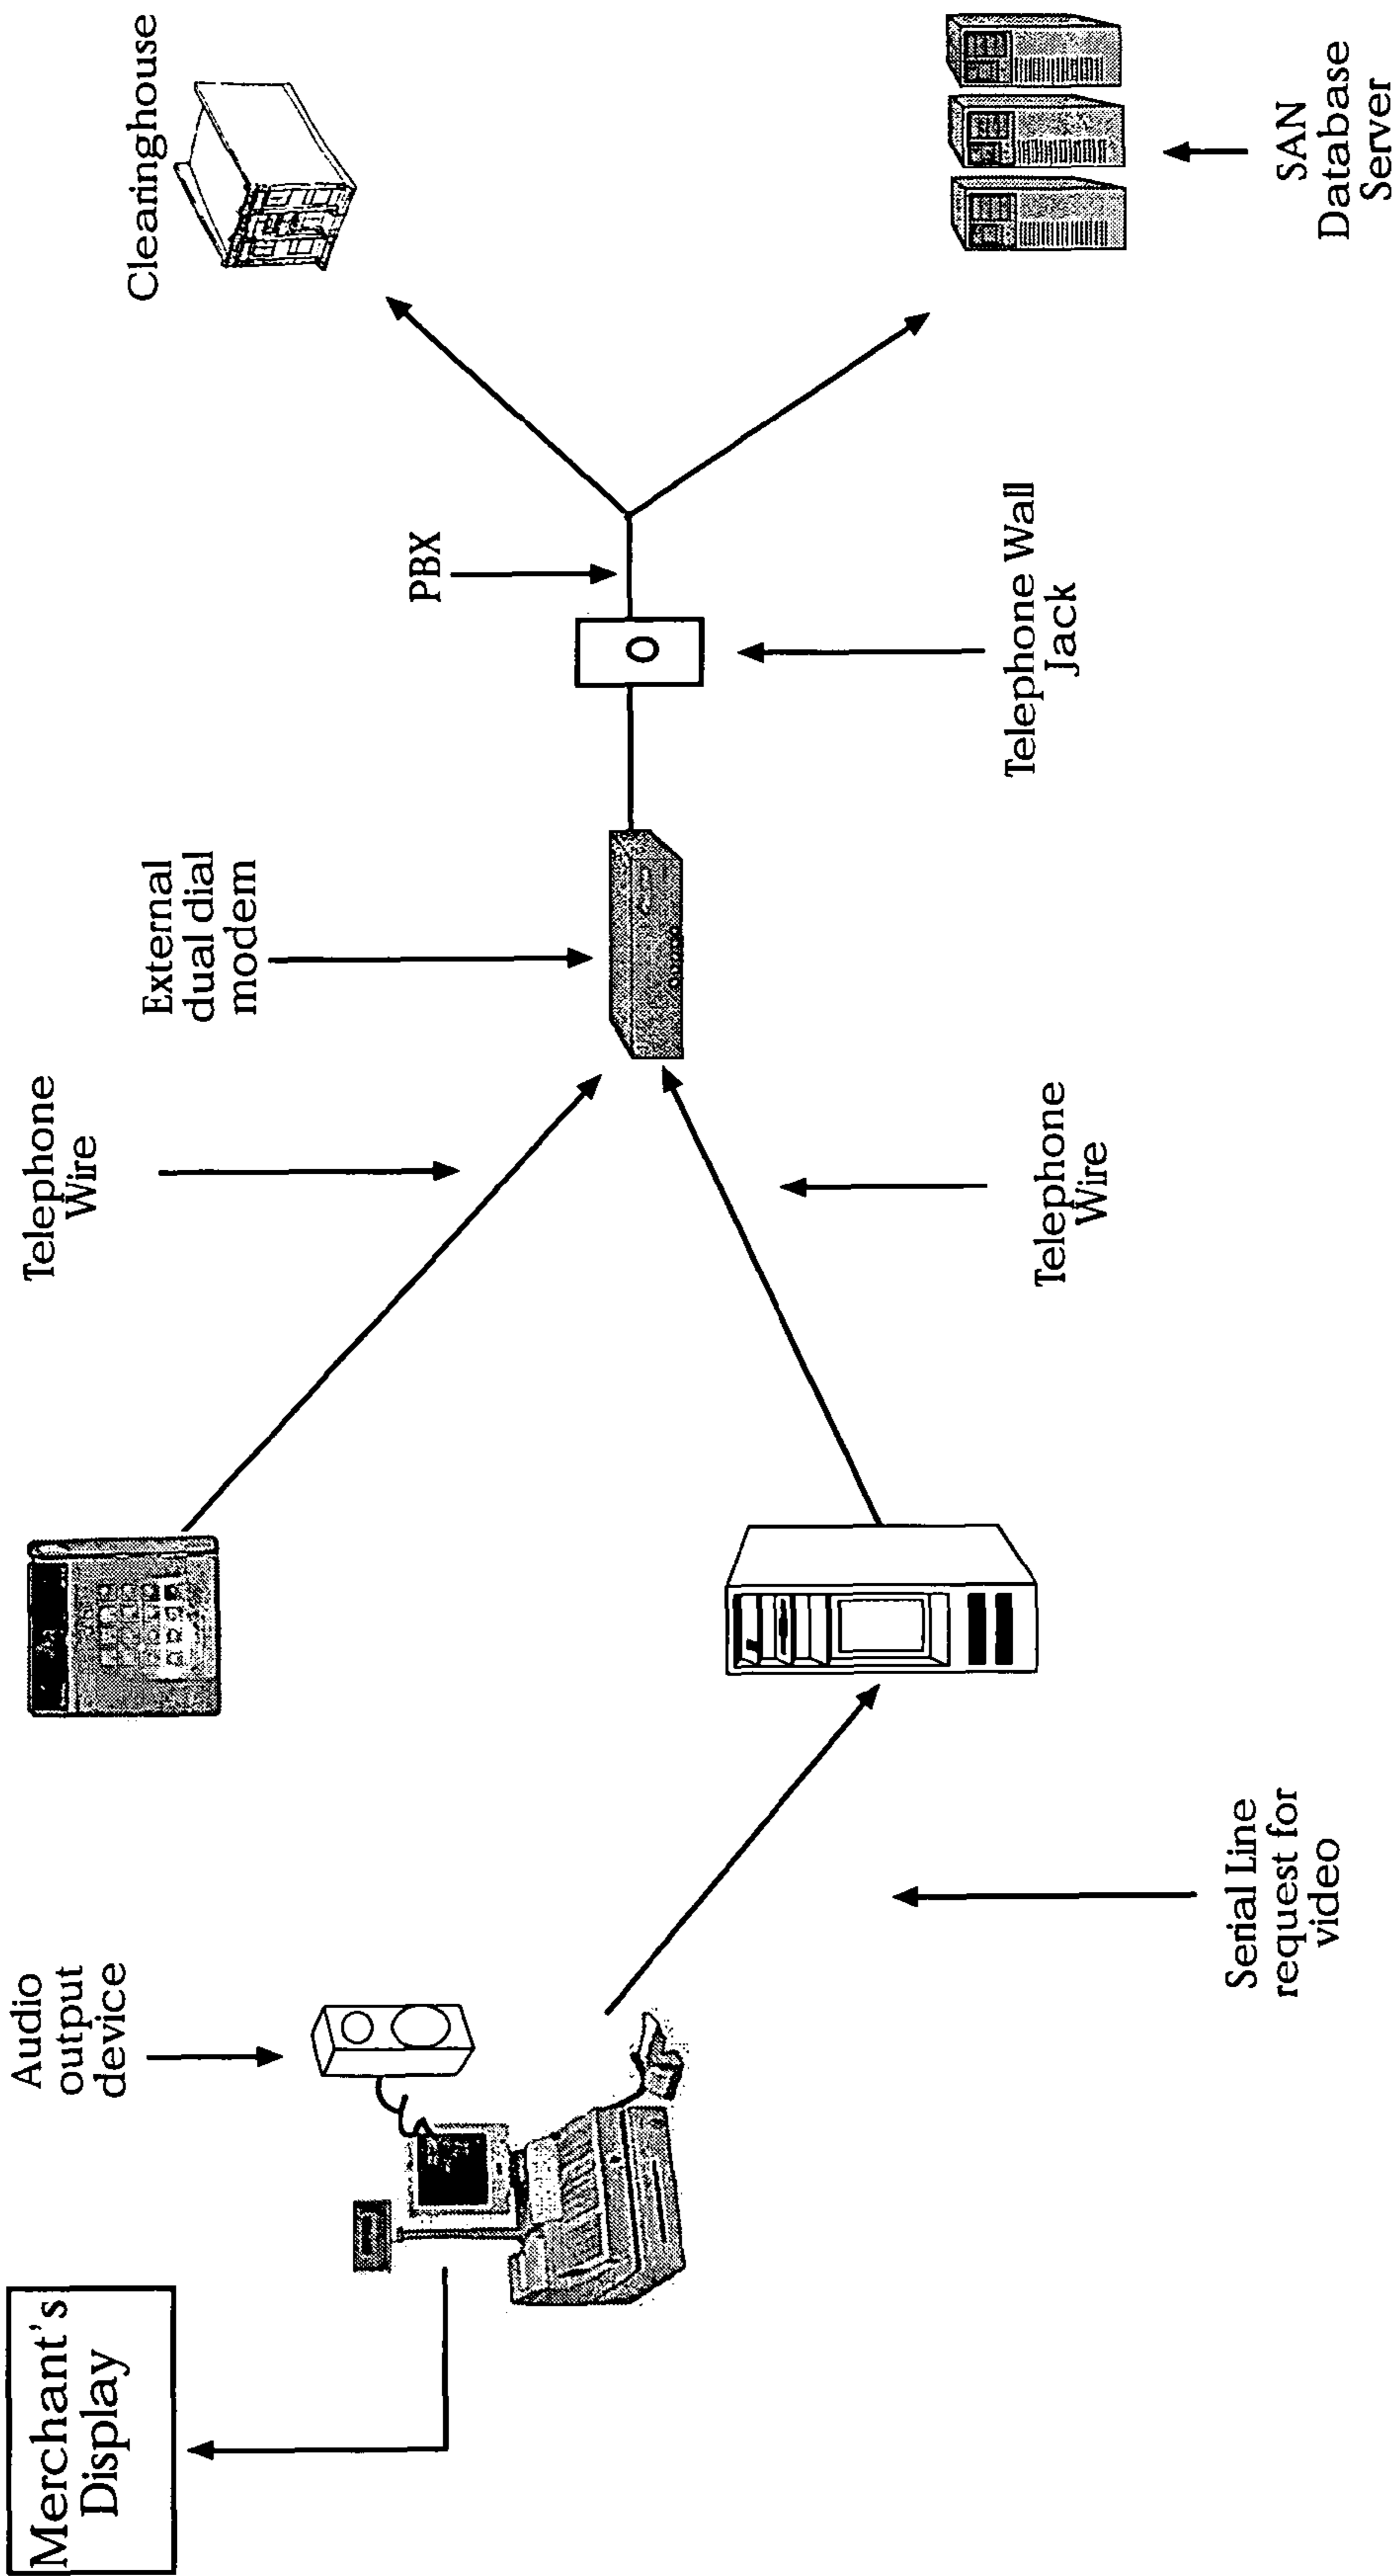 Merchant's
Display
Audio
output
device
Serial Line
request for
video
Telephone
Wire
Telephone
Wire
External
dual dial
modem
Telephone Wall
Jack
PBX
Clearinghouse
SAN
Database
Server